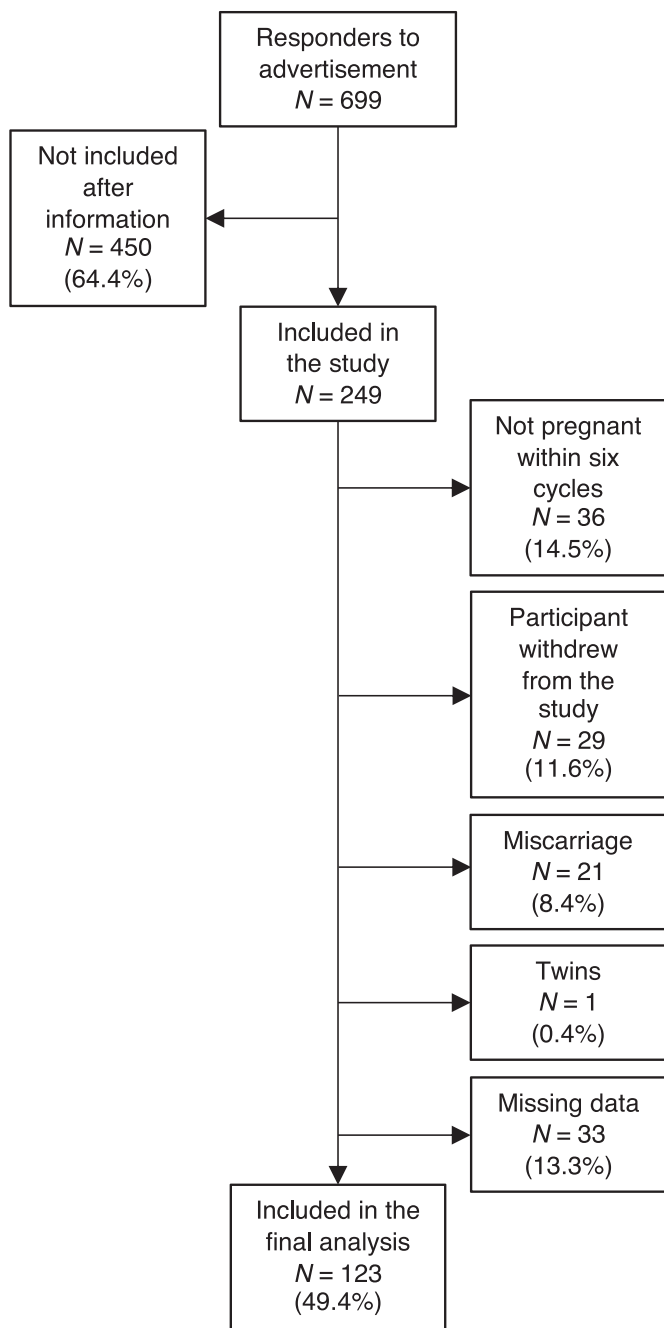 Responders to
advertisement
N = 699
Not included
after
information
N = 450
(64.4%)
Included in
the study
N = 249
Not pregnant
within six
cycles
N = 36
(14.5%)
Participant
withdrew
from the
study
N = 29
(11.6%)
Miscarriage
N = 21
(8.4%)
Twins
N = 1
(0.4%)
Missing data
N = 33
(13.3%)
Included in the
final analysis
N = 123
(49.4%)